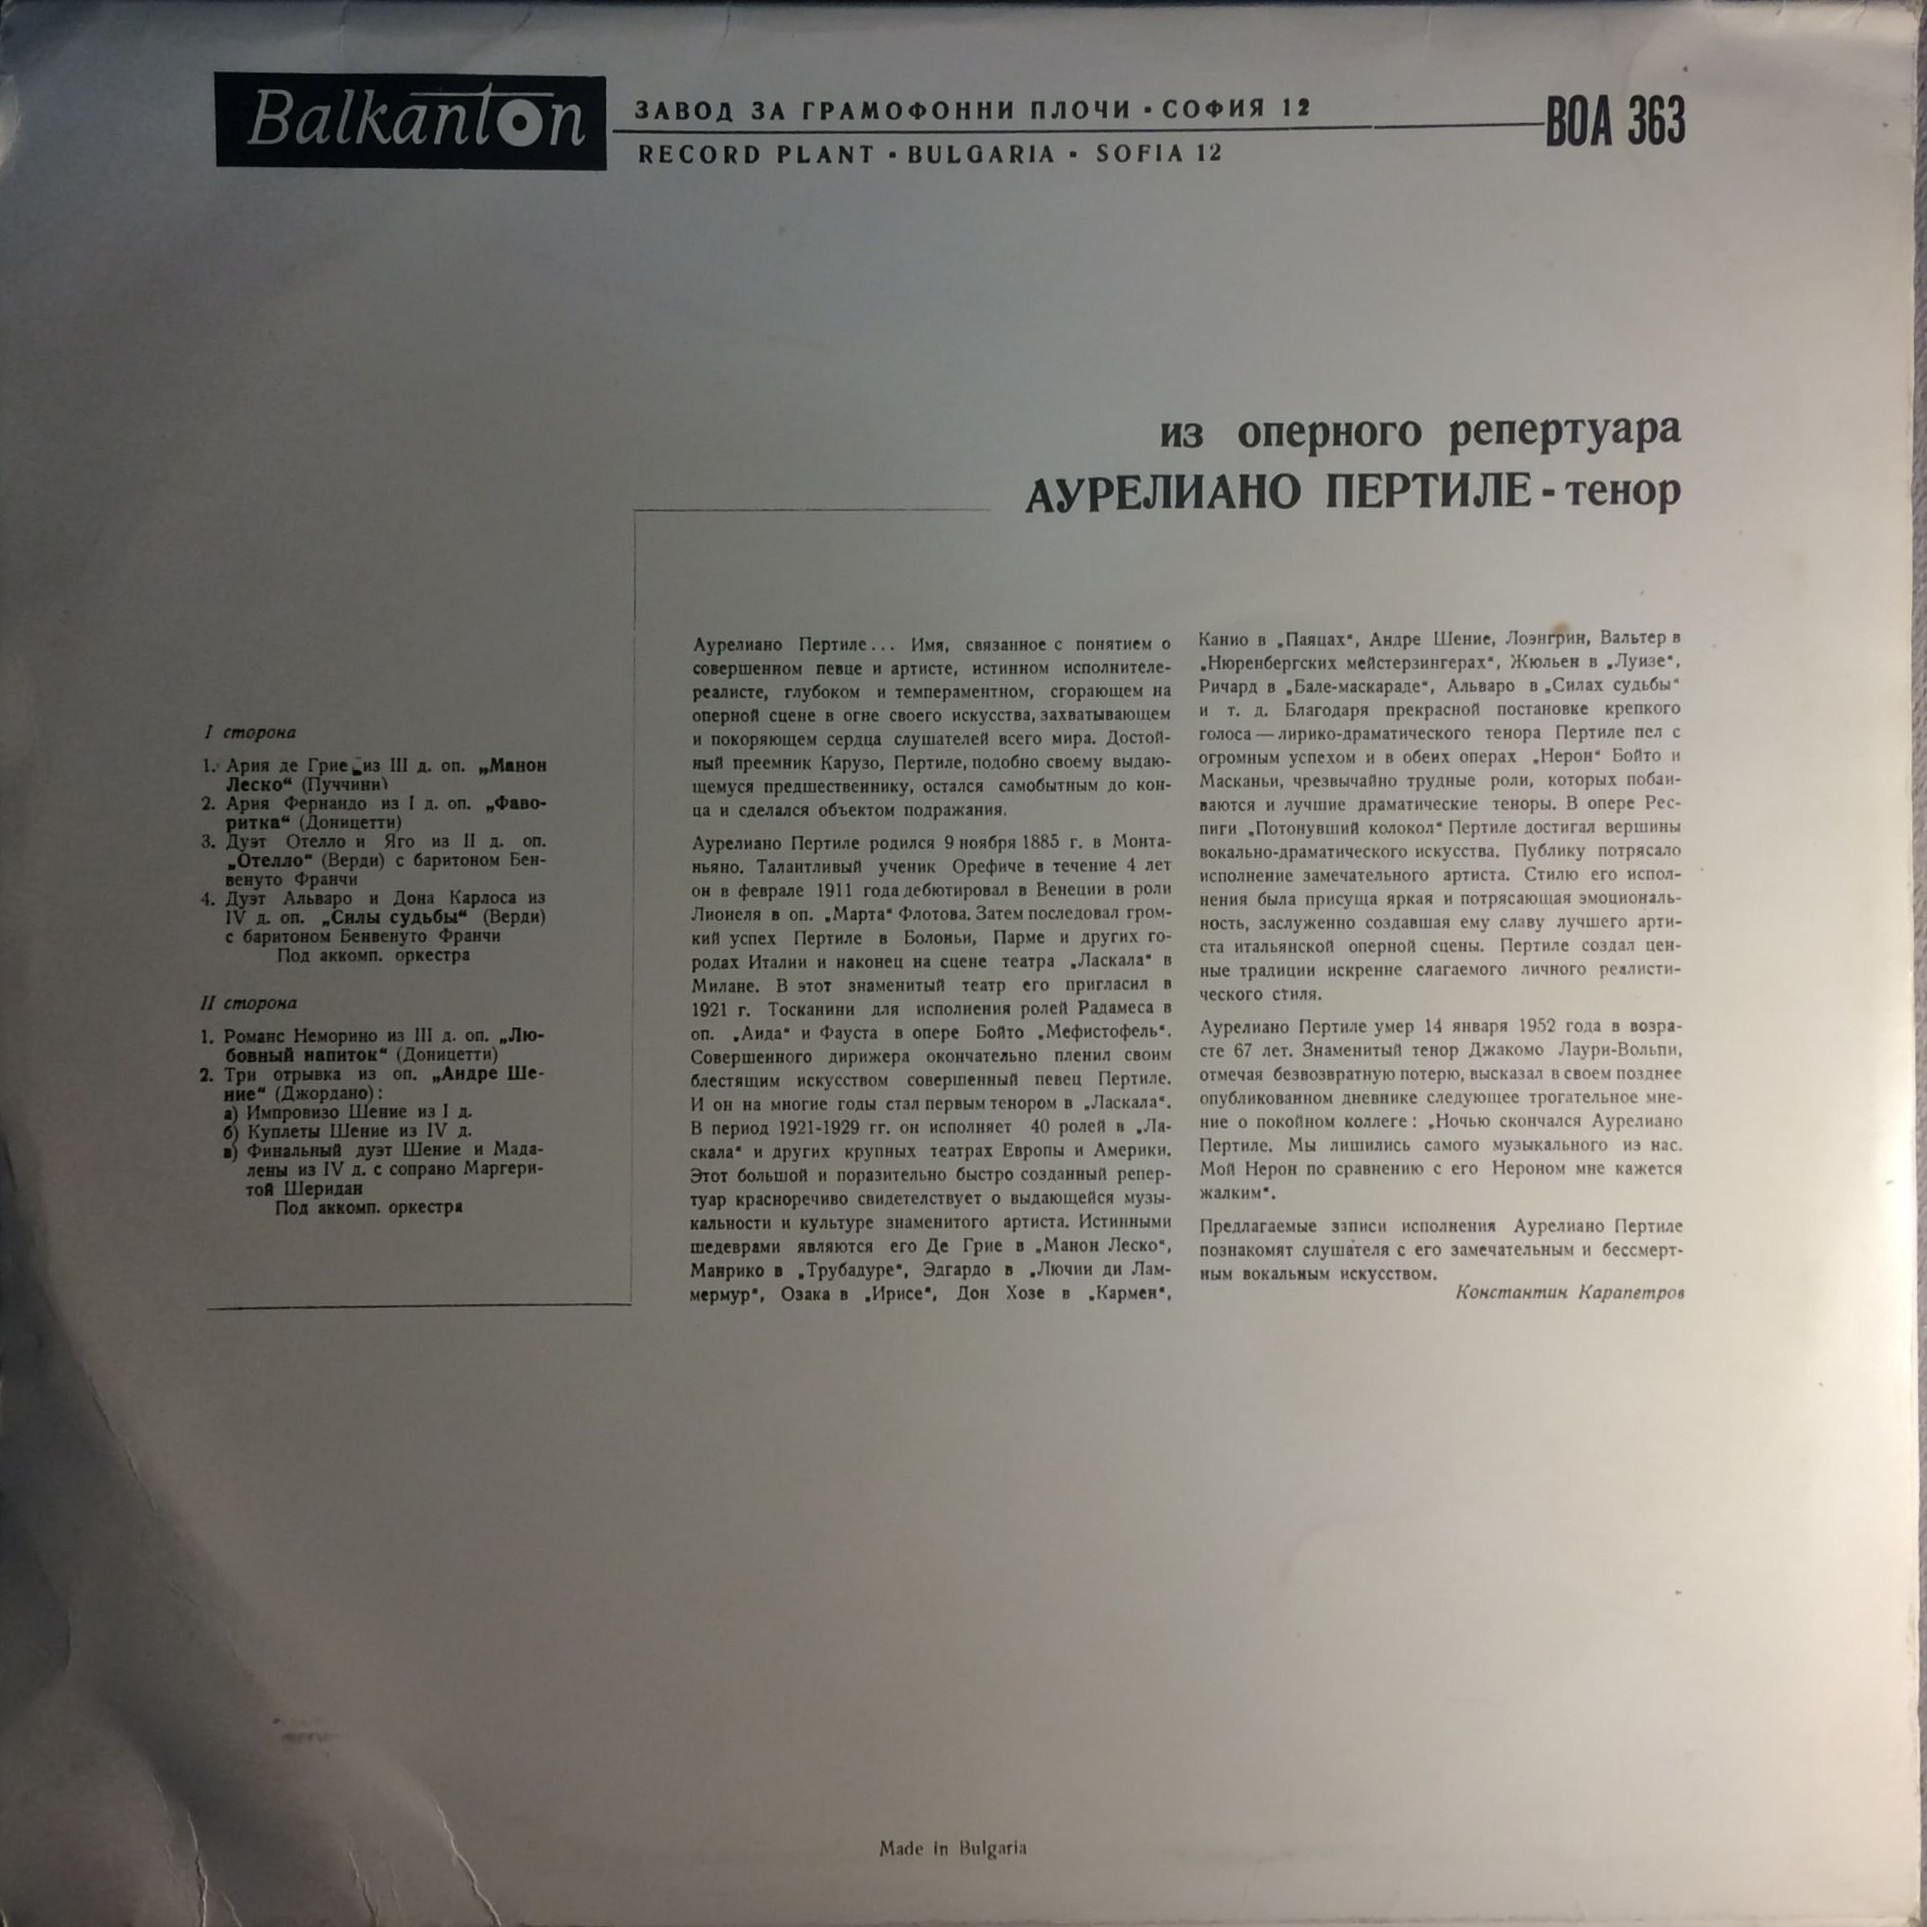 Balkanton
ЗАВОД ЗА ГРАМОФОННИ ПЛОЧИ • СОФИЯ 12
RECORD PLANT • BULGARIA • SOFIA 12
ВОА 363
из оперного репертуара
АУРЕЛИАНО ПЕРТИЛЕ - тенор
I сторона
1. Ария де Грие из III д. оп. „Манон
Леско“ (Пуччини)
2. Ария Фернандо из I д. оп. „Фаво-
ритка“ (Доницетти)
3. Дуэт Отелло и Яго из II д. оп.
„Отелло“ (Верди) с баритоном Бен-
венуто Франчи
4. Дуэт Альваро и Дона Карлоса из
IV д. оп. „Силы судьбы“ (Верди)
с баритоном Бенвенуто Франчи
Под аккомп. оркестра
II сторона
1. Романс Неморино из III д. оп. „Лю-
бовный напиток“ (Доницетти)
2. Три отрывка из оп. „Андре Ше-
ние“ (Джордано):
а) Импровизо Шение из I д.
б) Куплеты Шение из IV д.
в) Финальный дуэт Шение и Мада-
лены из IV д. с сопрано Маргери-
той Шеридан
Под аккомп. оркестра
Аурелиано Пертиле... Имя, связанное с понятием о
совершенном певце и артисте, истинном исполнителе-
реалисте, глубоком и темпераментном, сгорающем на
оперной сцене в огне своего искусства, захватывающем
и покоряющем сердца слушателей всего мира. Достой-
ный преемник Карузо, Пертиле, подобно своему выдаю-
щемуся предшественнику, остался самобытным до кон-
ца и сделался объектом подражания.
Аурелиано Пертиле родился 9 ноября 1885 г. в Монта-
ньяно. Талантливый ученик Орефиче в течение 4 лет
он в феврале 1911 года дебютировал в Венеции в роли
Лионеля в оп. „Марта“ Флотова. Затем последовал гром-
кий успех Пертиле в Болоньи, Парме и других го-
родах Италии и наконец на сцене театра „Ласкала“ в
Милане. В этот знаменитый театр его пригласил в
1921 г. Тосканини для исполнения ролей Радамеса в
оп. „Аида“ и Фауста в опере Бойто „Мефистофель“.
Совершенного дирижера окончательно пленил своим
блестящим искусством совершенный певец Пертиле.
И он на многие годы стал первым тенором в „Ласкала“.
В период 1921-1929 гг. он исполняет 40 ролей в „Ла-
скала“ и других крупных театрах Европы и Америки.
Этот большой и поразительно быстро созданный репер-
туар красноречиво свидетелствует о выдающейся музы-
кальности и культуре знаменитого артиста. Истинными
шедеврами являются его Де Грие в „Манон Леско“,
Манрико в „Трубадуре“, Эдгардо в „Лючии ди Лам-
мермур“, Озака в „Ирисе“, Дон Хозе в „Кармен“,
Канио в „Паяцах“, Андре Шение, Лоэнгрин, Вальтер в
„Нюренбергских мейстерзингерах“, Жюльен в „Луизе“,
Ричард в „Бале-маскараде“, Альваро в „Силах судьбы“
и т. д. Благодаря прекрасной постановке крепкого
голоса — лирико-драматического тенора Пертиле пел с
огромным успехом и в обеих операх „Нерон“ Бойто и
Масканьи, чрезвычайно трудные роли, которых побаи-
ваются и лучшие драматические теноры. В опере Рес-
пиги „Потонувший колокол“ Пертиле достигал вершины
вокально-драматического искусства. Публику потрясало
исполнение замечательного артиста. Стилю его испол-
нения была присуща яркая и потрясающая эмоциональ-
ность, заслуженно создавшая ему славу лучшего арти-
ста итальянской оперной сцены. Пертиле создал цен-
ные традиции искренне слагаемого личного реалисти-
ческого стиля.
Аурелиано Пертиле умер 14 января 1952 года в возра-
сте 67 лет. Знаменитый тенор Джакомо Лаури-Вольпи,
отмечая безвозвратную потерю, высказал в своем позднее
опубликованном дневнике следующее трогательное мне-
ние о покойном коллеге: „Ночью скончался Аурелиано
Пертиле. Мы лишились самого музыкального из нас.
Мой Нерон по сравнению с его Нероном мне кажется
жалким“.
Предлагаемые записи исполнения Аурелиано Пертиле
познакомят слушателя с его замечательным и бессмерт-
ным вокальным искусством.
Константин Карапетров
Made in Bulgaria